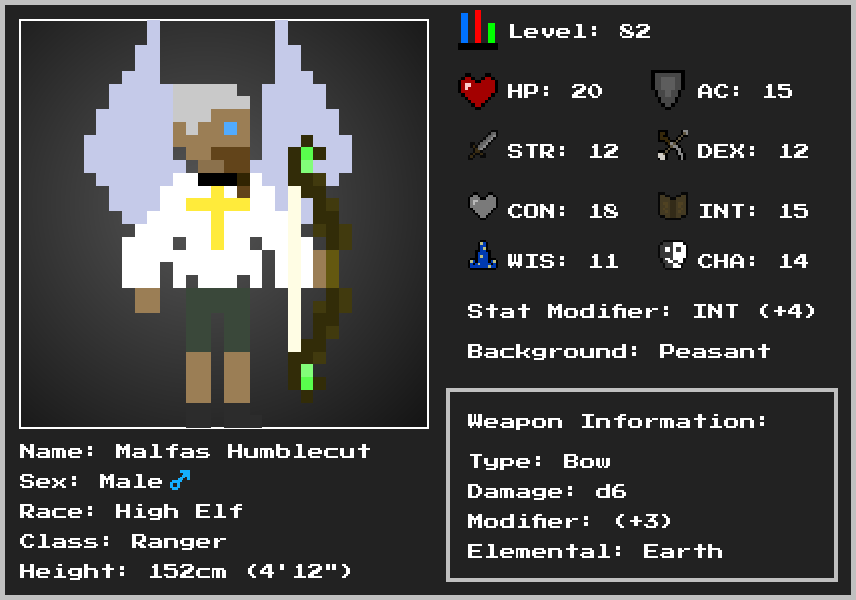 Level: 82
HP: 20 AC: 15
STR: 12 DEX: 12
CON: 18 INT: 15
WIS: 11 CHA: 14
Stat Modifier: INT (+4)
Background: Peasant
Weapon Information:
Type: Bow
Damage: d6
Modifier: (+3)
Elemental: Earth
Name: Malfas Humblecut
Sex: Male ♂
Race: High Elf
Class: Ranger
Height: 152cm (4'12")